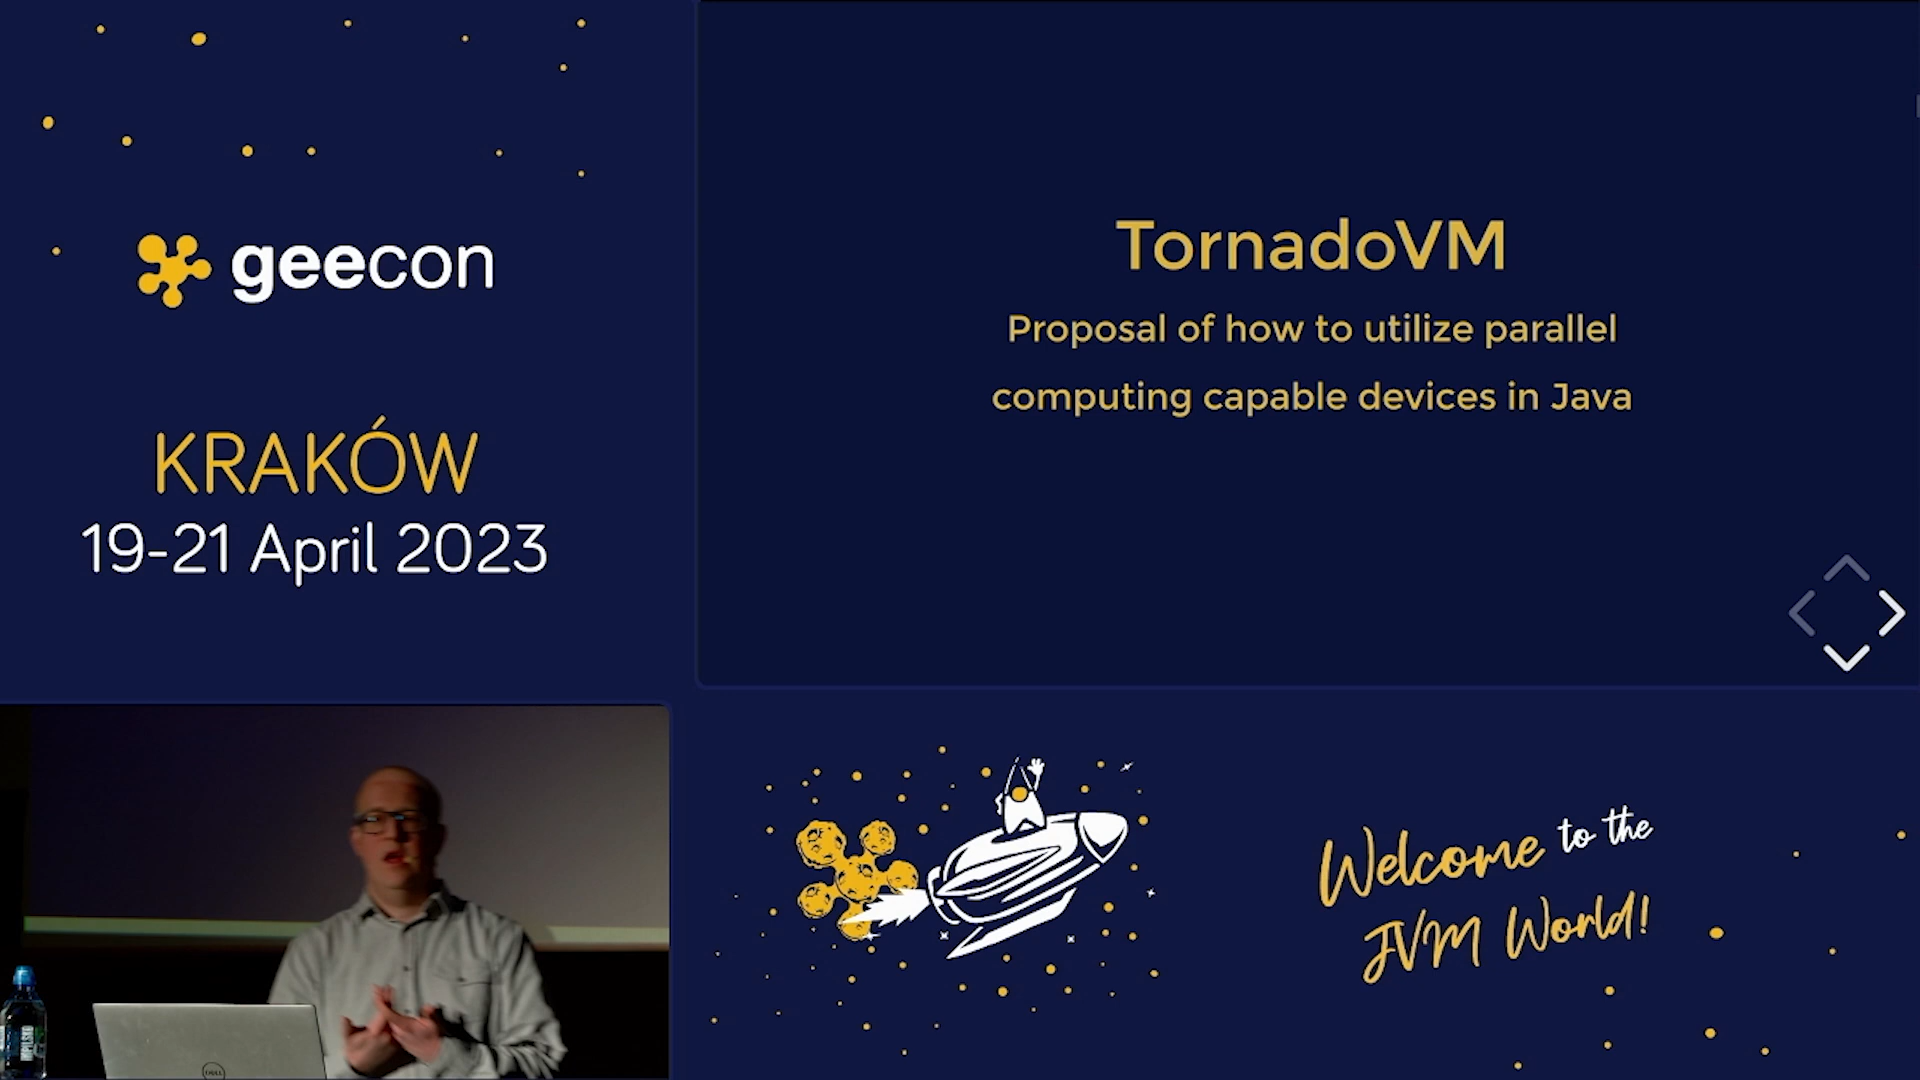 geecon
KRAKÓW
19-21 April 2023
TornadoVM
Proposal of how to utilize parallel
computing capable devices in Java
DELL
Welcome to the
JVM World!